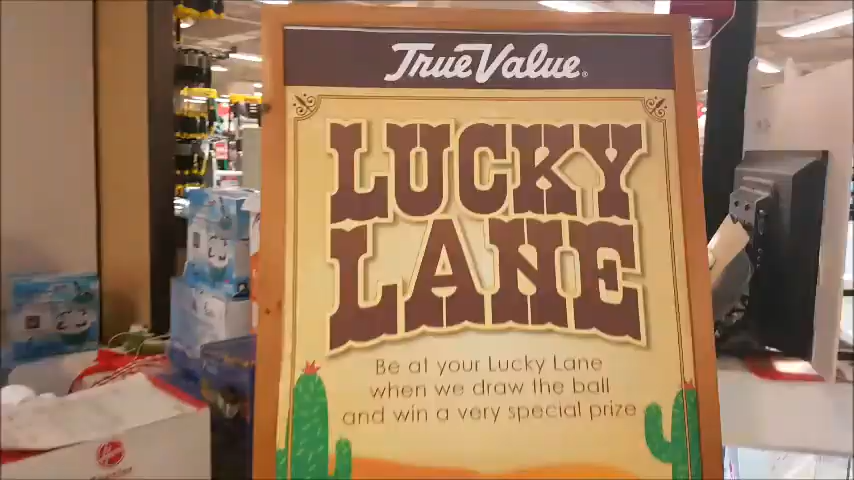 True Value
LUCKY
LANE
Be at your Lucky Lane
when we draw the ball
and win a very special prize
Hoover